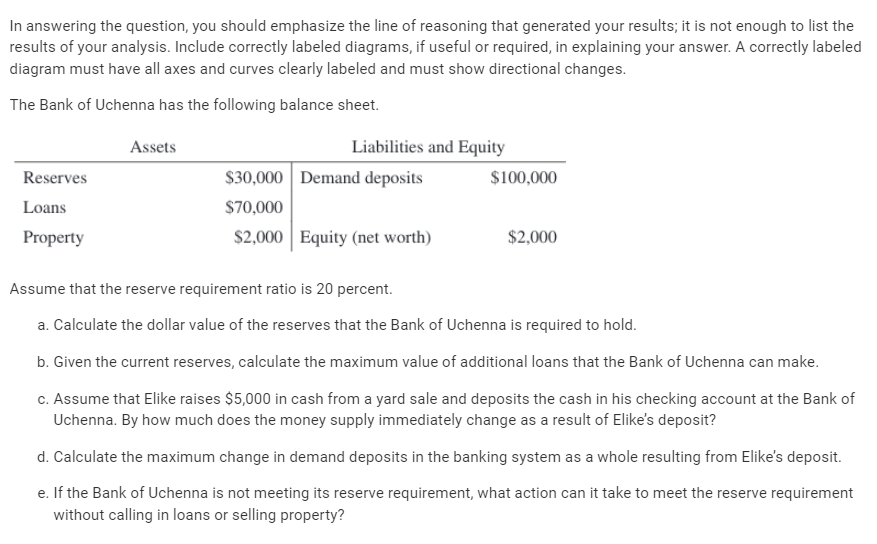 In answering the question, you should emphasize the line of reasoning that generated your results; it is not enough to list the
results of your analysis. Include correctly labeled diagrams, if useful or required, in explaining your answer. A correctly labeled
diagram must have all axes and curves clearly labeled and must show directional changes.
The Bank of Uchenna has the following balance sheet.
Assets Liabilities and Equity
Reserves $30,000 Demand deposits $100,000
Loans $70,000
Property $2,000 Equity (net worth) $2,000
Assume that the reserve requirement ratio is 20 percent.
a. Calculate the dollar value of the reserves that the Bank of Uchenna is required to hold.
b. Given the current reserves, calculate the maximum value of additional loans that the Bank of Uchenna can make.
c. Assume that Elike raises $5,000 in cash from a yard sale and deposits the cash in his checking account at the Bank of
Uchenna. By how much does the money supply immediately change as a result of Elike's deposit?
d. Calculate the maximum change in demand deposits in the banking system as a whole resulting from Elike's deposit.
e. If the Bank of Uchenna is not meeting its reserve requirement, what action can it take to meet the reserve requirement
without calling in loans or selling property?